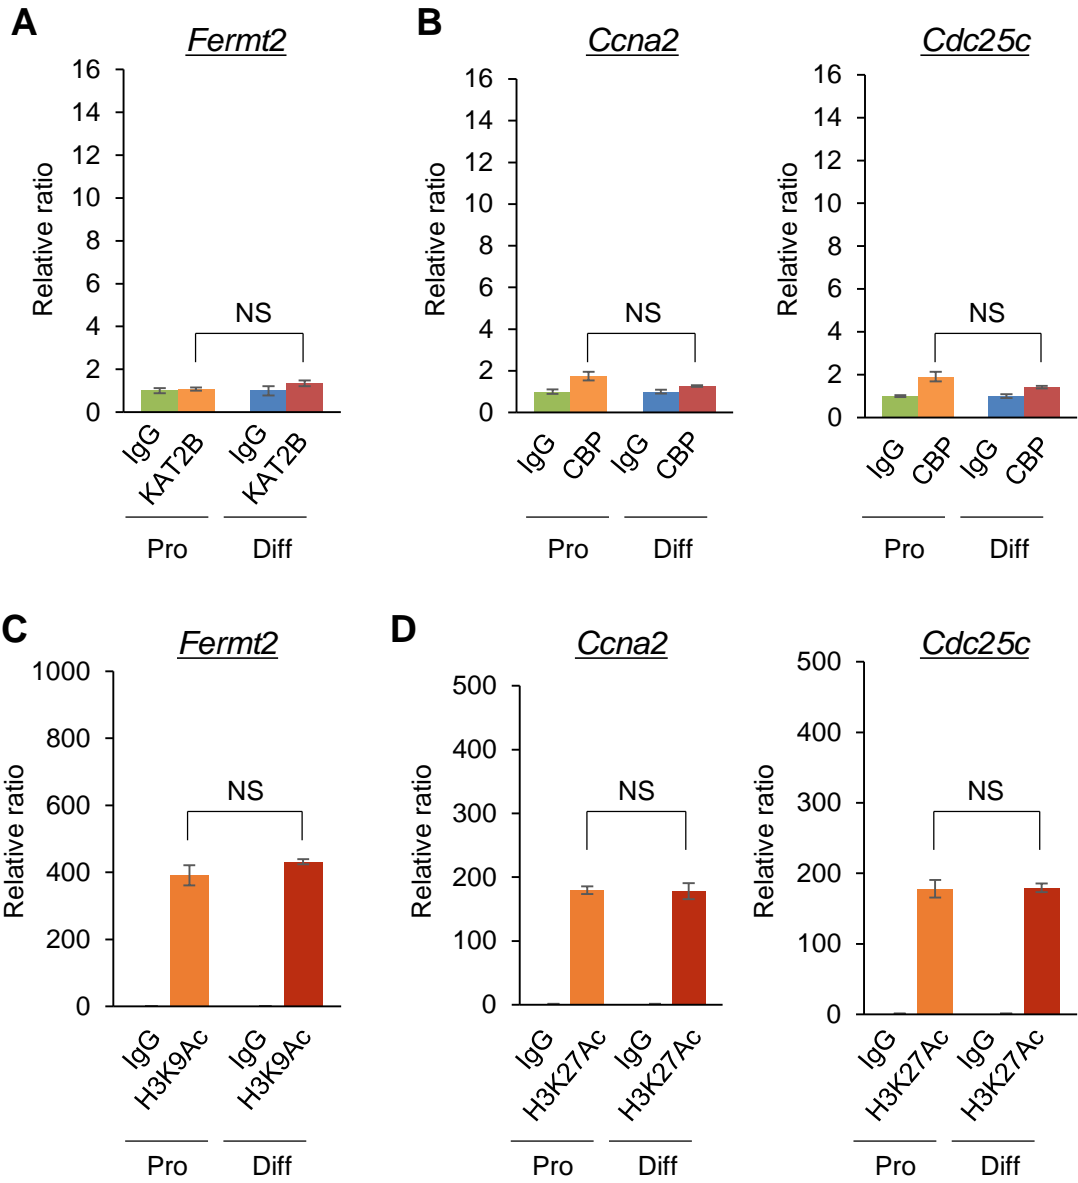 A
Fermt2
16
14
12
10
8
6
4
2
0
Relative ratio
NS
IgG
KAT2B
IgG
KAT2B
Pro
Diff
B
Ccna2
16
14
12
10
8
6
4
2
0
Relative ratio
NS
IgG
CBP
IgG
CBP
Pro
Diff
Cdc25c
16
14
12
10
8
6
4
2
0
Relative ratio
NS
IgG
CBP
IgG
CBP
Pro
Diff
C
Fermt2
1000
800
600
400
200
0
Relative ratio
NS
IgG
H3K9Ac
IgG
H3K9Ac
Pro
Diff
D
Ccna2
500
400
300
200
100
0
Relative ratio
NS
IgG
H3K27Ac
IgG
H3K27Ac
Pro
Diff
Cdc25c
500
400
300
200
100
0
Relative ratio
NS
IgG
H3K27Ac
IgG
H3K27Ac
Pro
Diff